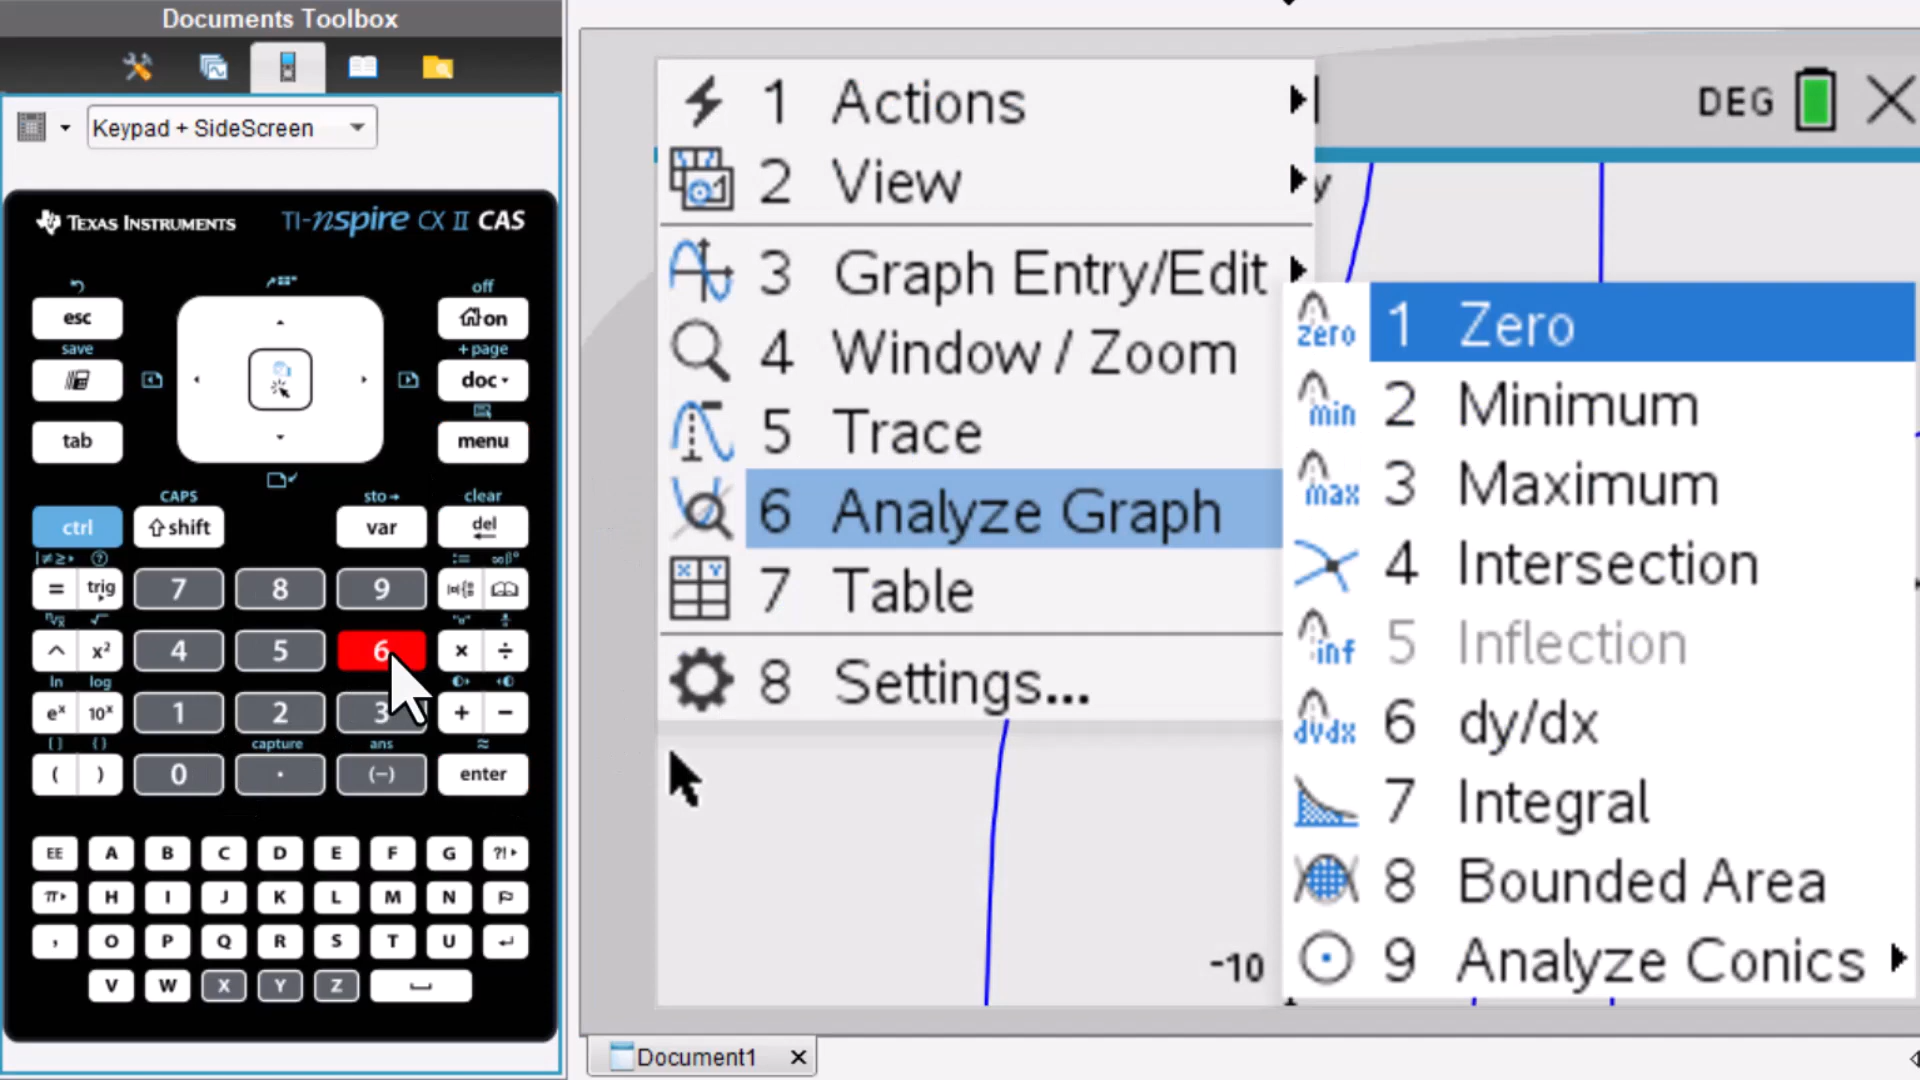 Documents Toolbox
Keypad + SideScreen
TEXAS INSTRUMENTS
TI-nspire CX II CAS
esc
off
on
save
+ page
doc
tab
menu
CAPS
sto→
clear
ctrl
shift
var
del
|≠≥>
:=
∞β°
=
trig
7
8
9
^
x²
4
5
6
×
÷
ln
log
eˣ
10ˣ
1
2
3
+
−
[ ]
{ }
capture
ans
≈
(
)
0
.
(−)
enter
EE
A
B
C
D
E
F
G
?!
π
H
I
J
K
L
M
N
,
O
P
Q
R
S
T
U
V
W
X
Y
Z
1 Actions
2 View
3 Graph Entry/Edit
4 Window / Zoom
5 Trace
6 Analyze Graph
7 Table
8 Settings...
DEG
y
zero 1 Zero
min 2 Minimum
max 3 Maximum
4 Intersection
inf 5 Inflection
dydx 6 dy/dx
7 Integral
8 Bounded Area
9 Analyze Conics
-10
Document1